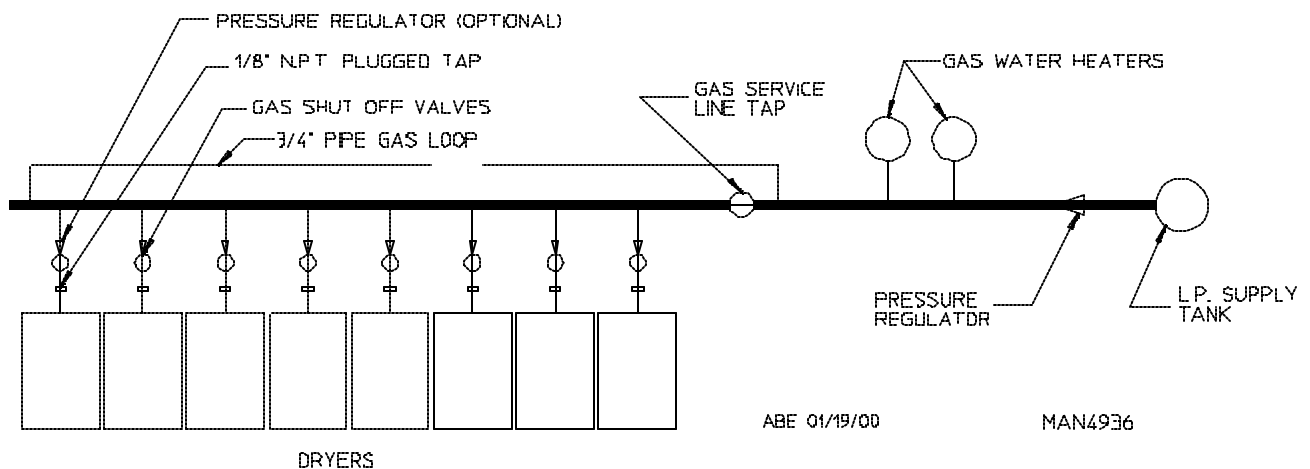 PRESSURE REGULATOR (OPTIONAL)
1/8" N.P.T PLUGGED TAP
GAS SHUT OFF VALVES
3/4" PIPE GAS LOOP
GAS SERVICE
LINE TAP
GAS WATER HEATERS
PRESSURE
REGULATOR
L.P. SUPPLY
TANK
ABE 01/19/00
MAN4936
DRYERS